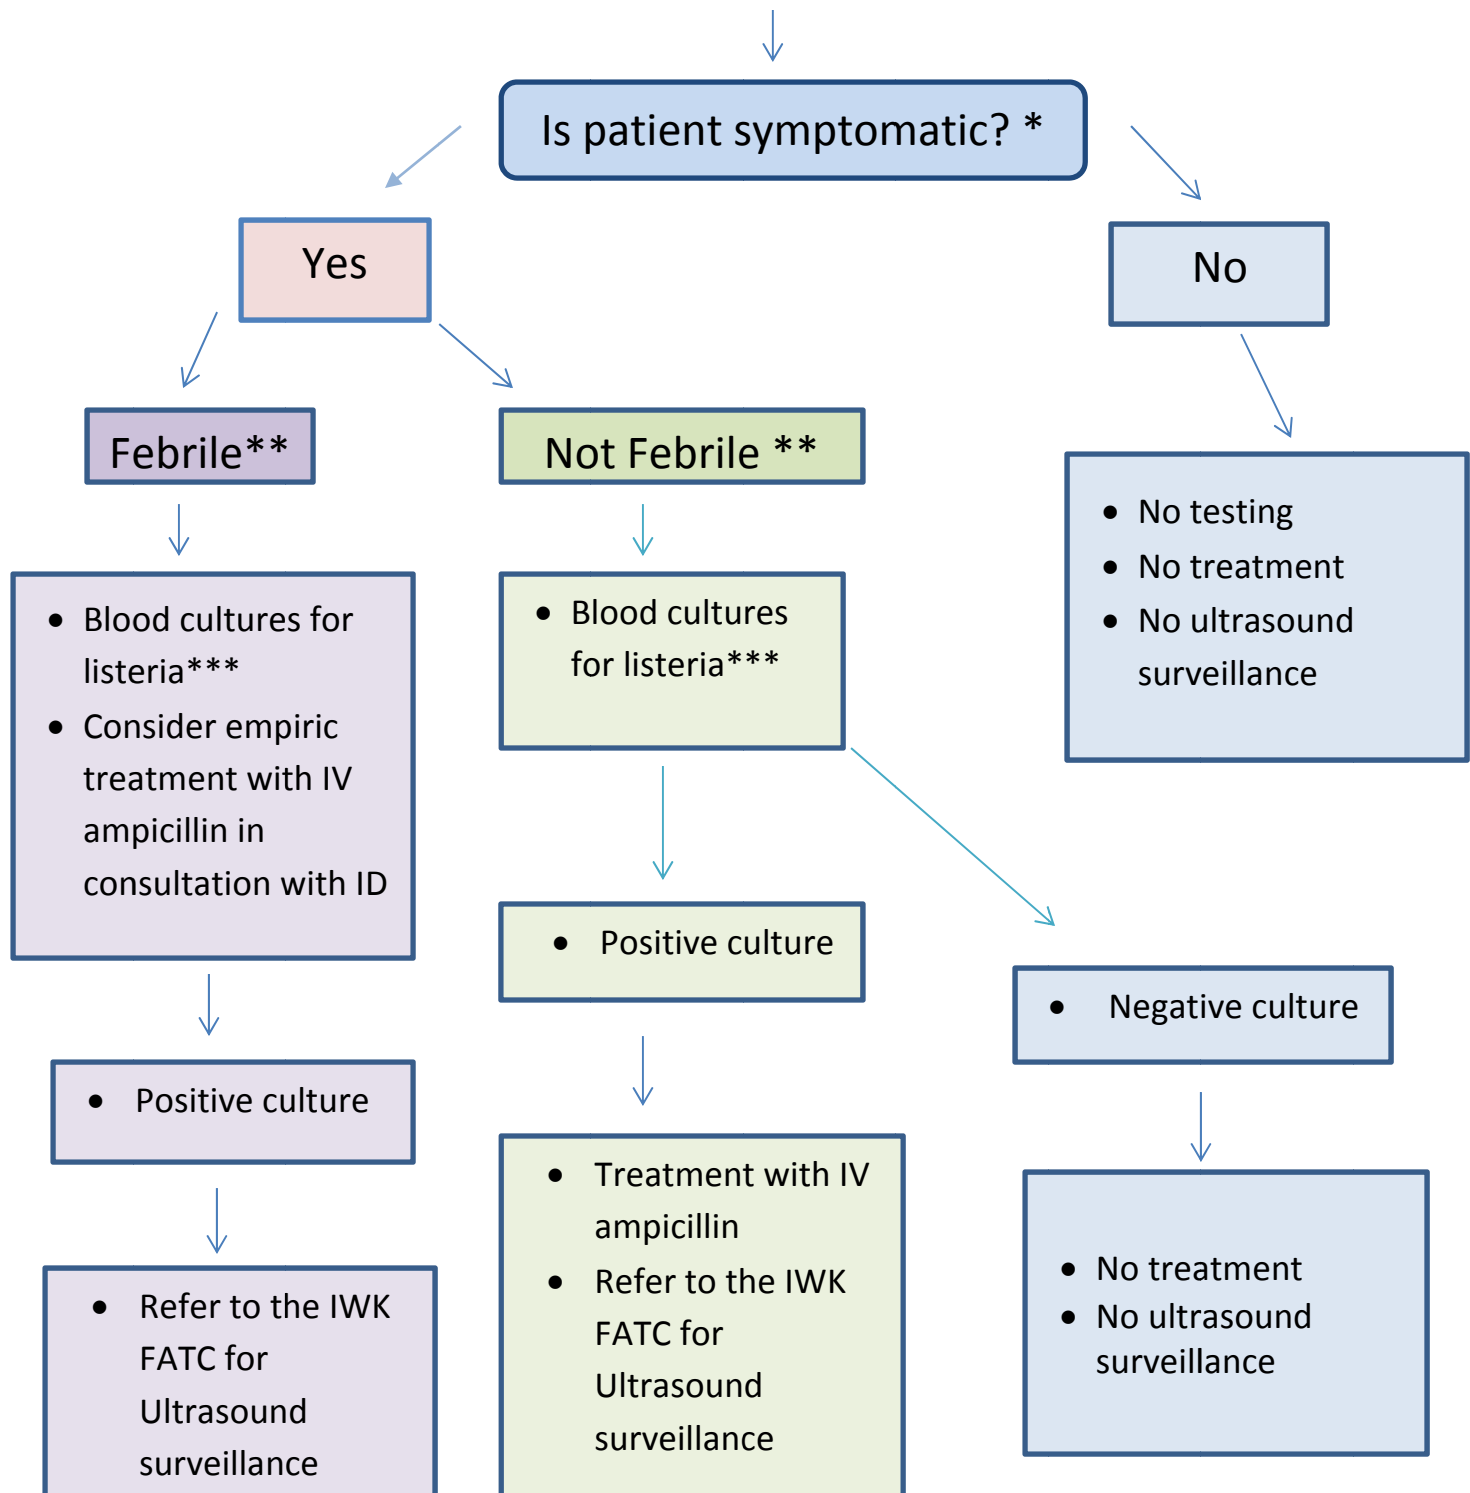 Is patient symptomatic? *
Yes
No
Febrile**
Not Febrile **
• Blood cultures for
listeria***
• Consider empiric
treatment with IV
ampicillin in
consultation with ID
• Blood cultures
for listeria***
• No testing
• No treatment
• No ultrasound
surveillance
• Positive culture
• Positive culture
• Negative culture
• Refer to the IWK
FATC for
Ultrasound
surveillance
• Treatment with IV
ampicillin
• Refer to the IWK
FATC for
Ultrasound
surveillance
• No treatment
• No ultrasound
surveillance